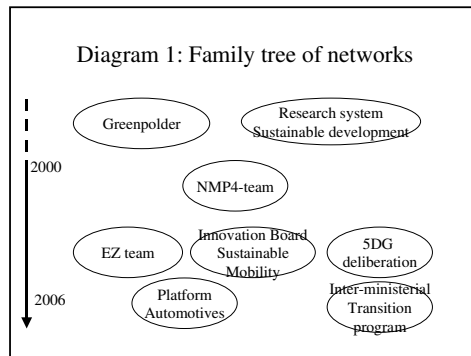 Diagram 1: Family tree of networks
Greenpolder
Research system
Sustainable development
2000
NMP4-team
EZ team
Innovation Board
Sustainable
Mobility
5DG
deliberation
2006
Platform
Automotives
Inter-ministerial
Transition
program